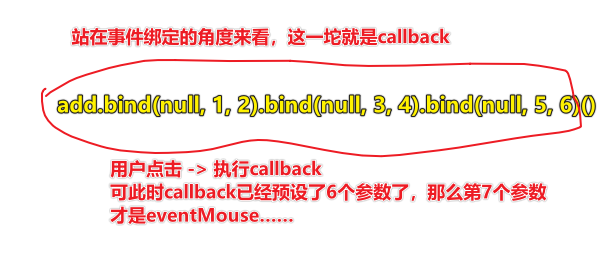 站在事件绑定的角度来看，这一坨就是callback
add.bind(null, 1, 2).bind(null, 3, 4).bind(null, 5, 6)()
用户点击 -> 执行callback
可此时callback已经预设了6个参数了，那么第7个参数
才是eventMouse……